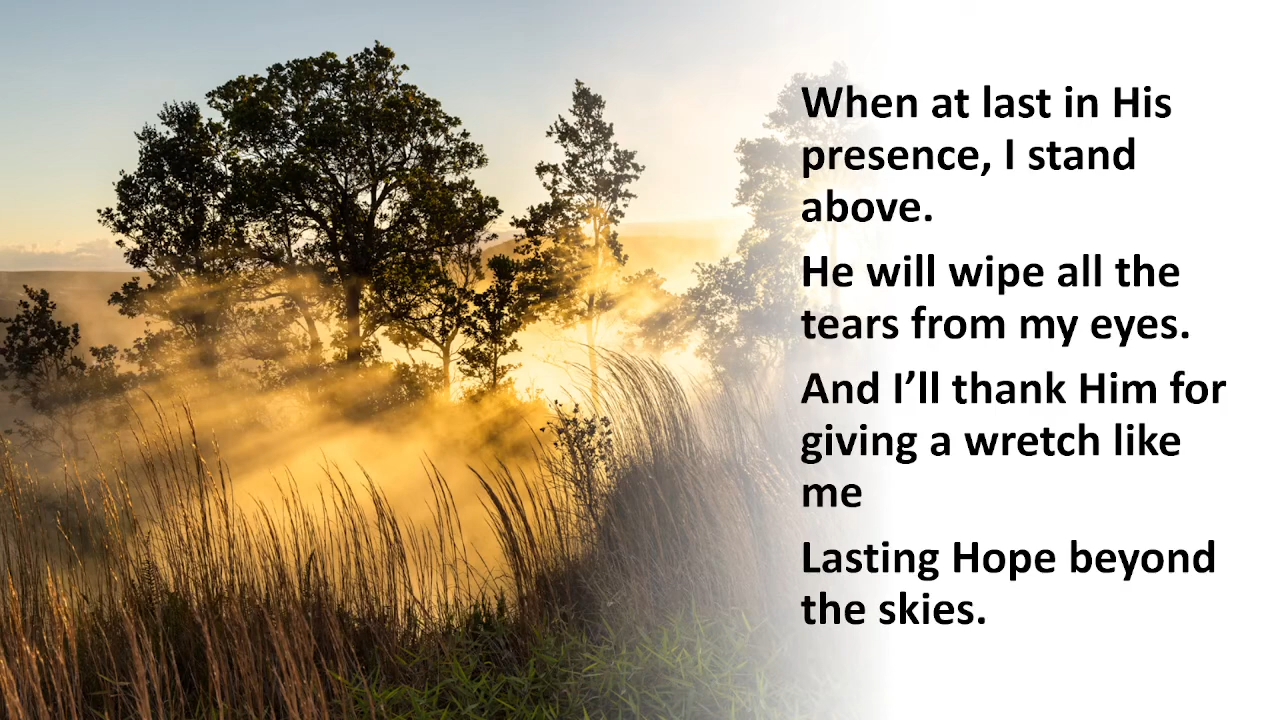 When at last in His
presence, I stand
above.
He will wipe all the
tears from my eyes.
And I’ll thank Him for
giving a wretch like
me
Lasting Hope beyond
the skies.